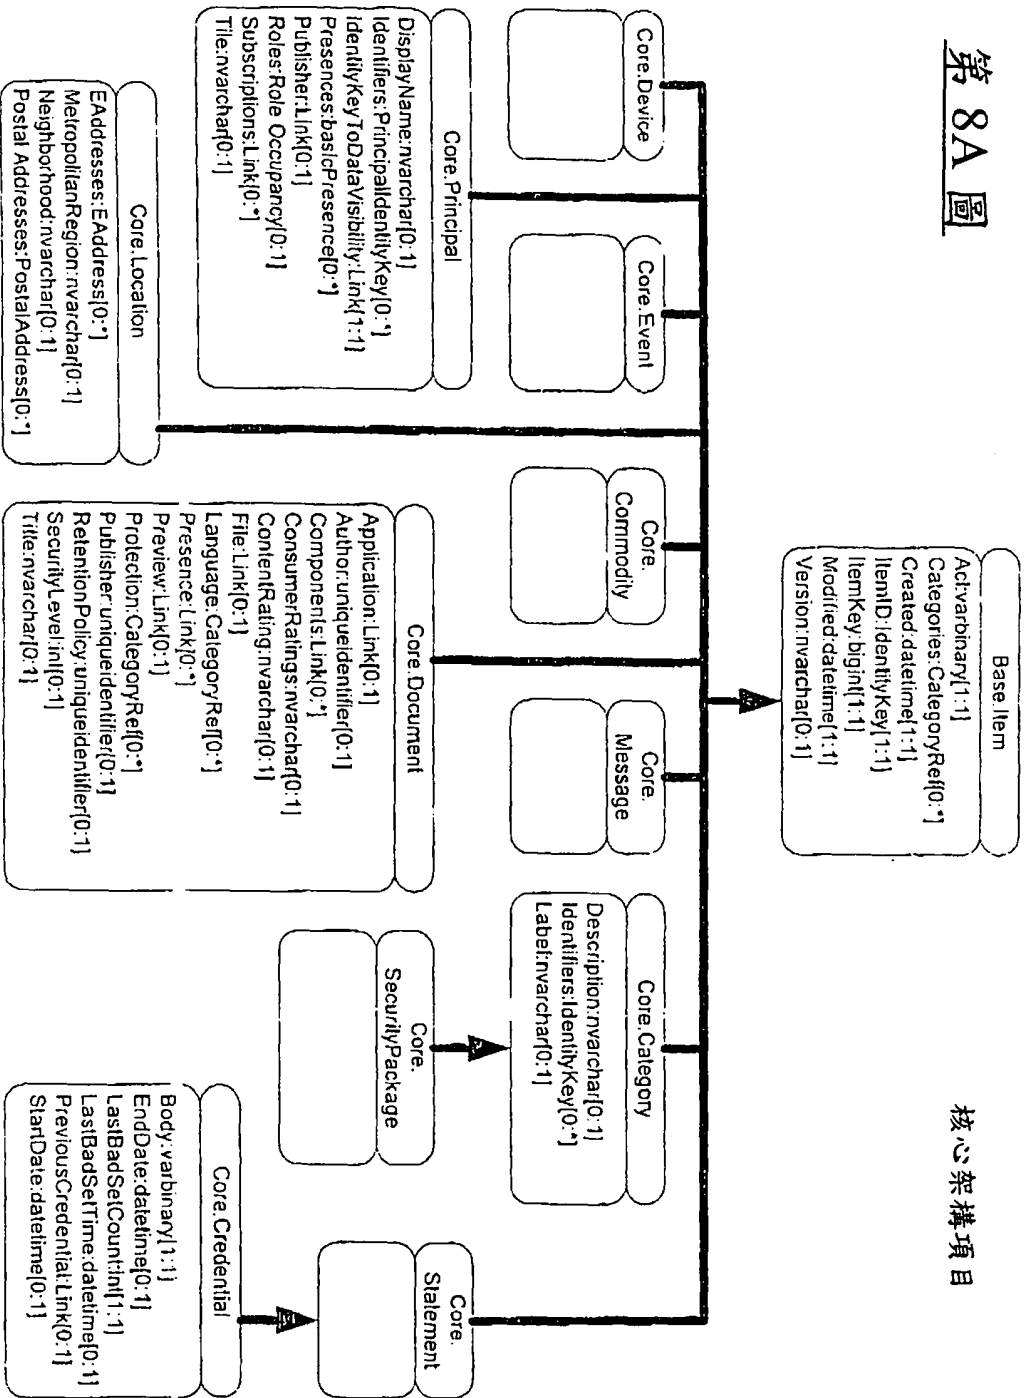 第 8A 圖
核心架構項目
Base.Item
Acl:varbinary[1:1]
Categories:CategoryRef[0:*]
Created:datetime[1:1]
ItemID:IdentityKey[1:1]
ItemKey:bigint[1:1]
Modified:datetime[1:1]
Version:nvarchar[0:1]
Core.Device
Core.Event
Core.
Commodity
Core.
Message
Core.Category
Description:nvarchar[0:1]
Identifiers:IdentityKey[0:*]
Label:nvarchar[0:1]
Core.
Statement
Core.Principal
DisplayName:nvarchar[0:1]
Identifiers:PrincipalIdentityKey[0:*]
IdentityKeyToDataVisibility:Link[1:1]
Presences:basicPresence[0:*]
Publisher:Link[0:1]
Roles:Role Occupancy[0:1]
Subscriptions:Link[0:*]
Tile:nvarchar[0:1]
Core.Document
Application:Link[0:1]
Author:uniqueidentifier[0:1]
Components:Link[0:*]
ConsumerRatings:nvarchar[0:1]
ContentRating:nvarchar[0:1]
File:Link[0:1]
Language:CategoryRef[0:*]
Presence:Link[0:*]
Preview:Link[0:1]
Protection:CategoryRef[0:*]
Publisher:uniqueidentifier[0:1]
RetentionPolicy:uniqueidentifier[0:1]
SecurityLevel:int[0:1]
Title:nvarchar[0:1]
Core.
SecurityPackage
Core.Location
EAddresses:EAddress[0:*]
MetropolitanRegion:nvarchar[0:1]
Neighborhood:nvarchar[0:1]
Postal Addresses:PostalAddress[0:*]
Core.Credential
Body:varbinary[1:1]
EndDate:datetime[0:1]
LastBadSetCount:int[1:1]
LastBadSetTime:datetime[0:1]
PreviousCredential:Link[0:1]
StartDate:datetime[0:1]